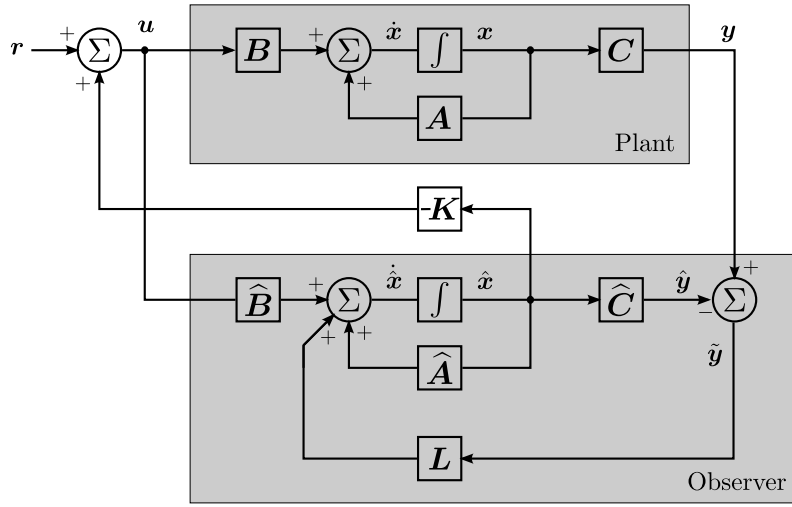 r + Σ u B + Σ ẋ ∫ x C y
+ + A
Plant
-K
B̂ + Σ x̂̇ ∫ x̂ Ĉ ŷ − Σ +
+ + Â ỹ
L
Observer